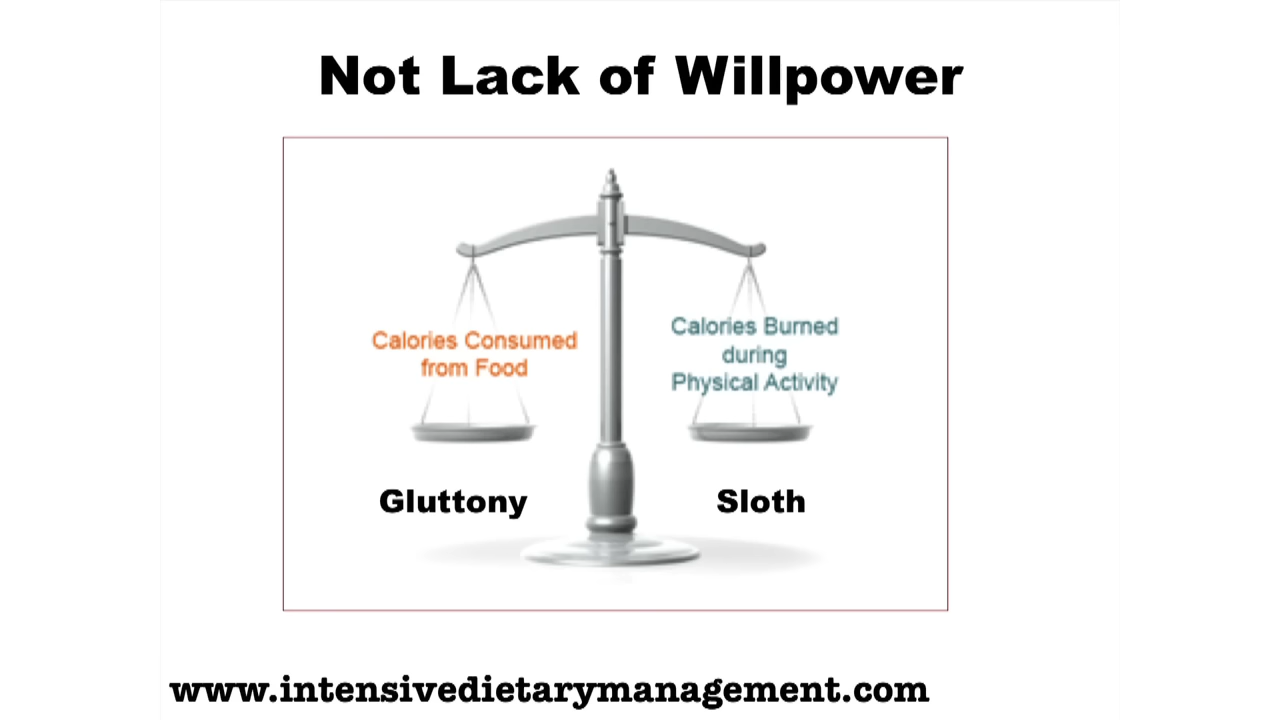 Not Lack of Willpower
Calories Consumed
from Food
Calories Burned
during
Physical Activity
Gluttony
Sloth
www.intensivedietarymanagement.com